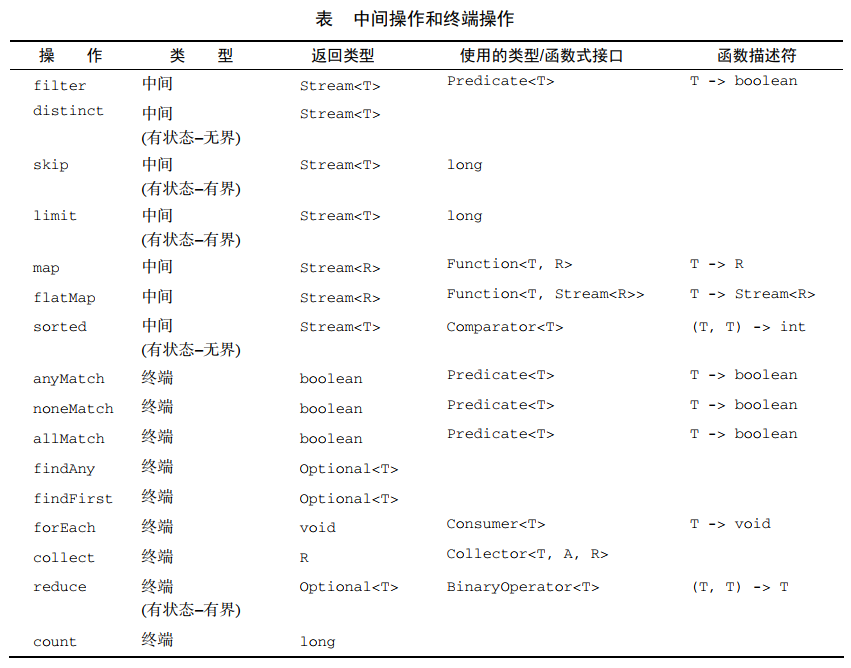 表 中间操作和终端操作
操 作 类 型 返回类型 使用的类型/函数式接口 函数描述符
filter 中间 Stream<T> Predicate<T> T -> boolean
distinct 中间 Stream<T>
(有状态–无界)
skip 中间 Stream<T> long
(有状态–有界)
limit 中间 Stream<T> long
(有状态–有界)
map 中间 Stream<R> Function<T, R> T -> R
flatMap 中间 Stream<R> Function<T, Stream<R>> T -> Stream<R>
sorted 中间 Stream<T> Comparator<T> (T, T) -> int
(有状态–无界)
anyMatch 终端 boolean Predicate<T> T -> boolean
noneMatch 终端 boolean Predicate<T> T -> boolean
allMatch 终端 boolean Predicate<T> T -> boolean
findAny 终端 Optional<T>
findFirst 终端 Optional<T>
forEach 终端 void Consumer<T> T -> void
collect 终端 R Collector<T, A, R>
reduce 终端 Optional<T> BinaryOperator<T> (T, T) -> T
(有状态–有界)
count 终端 long